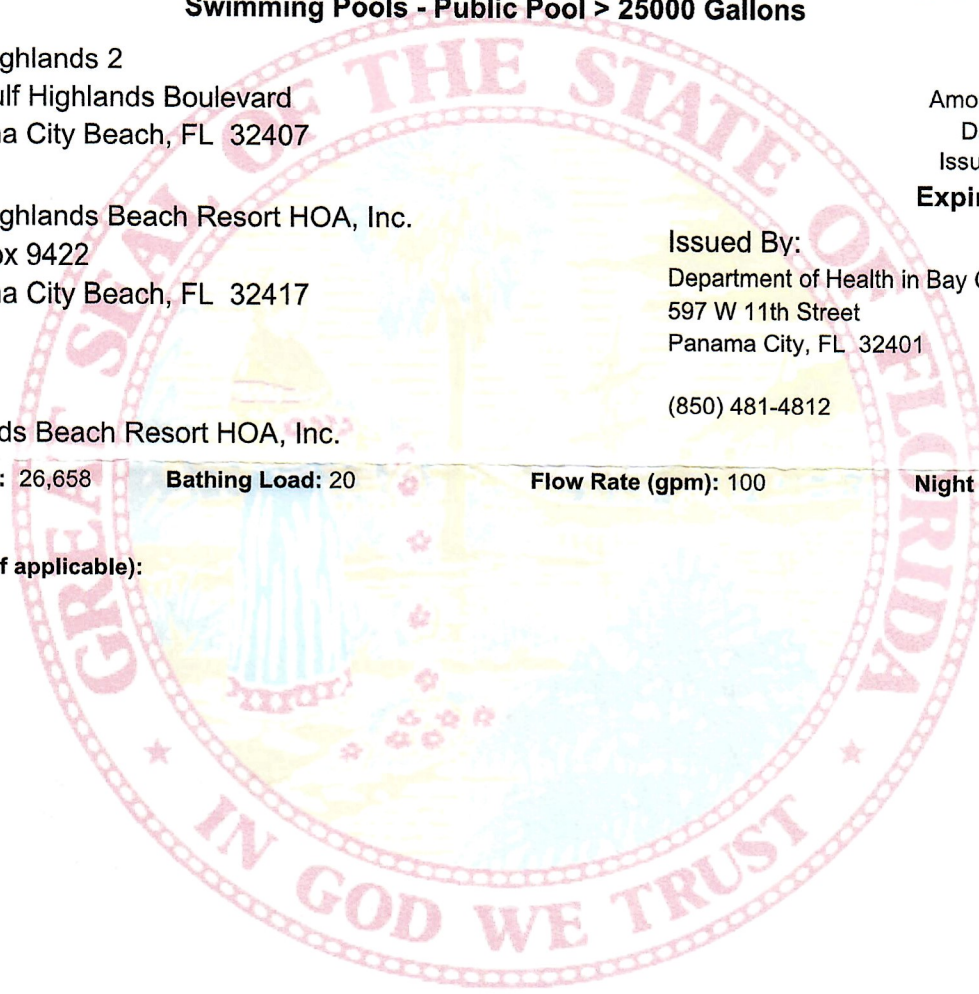 Swimming Pools - Public Pool > 25000 Gallons
ghlands 2
ulf Highlands Boulevard
a City Beach, FL 32407
Amo
D
Issu
Expir
ghlands Beach Resort HOA, Inc.
ox 9422
a City Beach, FL 32417
Issued By:
Department of Health in Bay C
597 W 11th Street
Panama City, FL 32401
(850) 481-4812
ds Beach Resort HOA, Inc.
: 26,658 Bathing Load: 20 Flow Rate (gpm): 100 Night
f applicable):
GREAT SEAL OF THE STATE OF FLORIDA
IN GOD WE TRUST